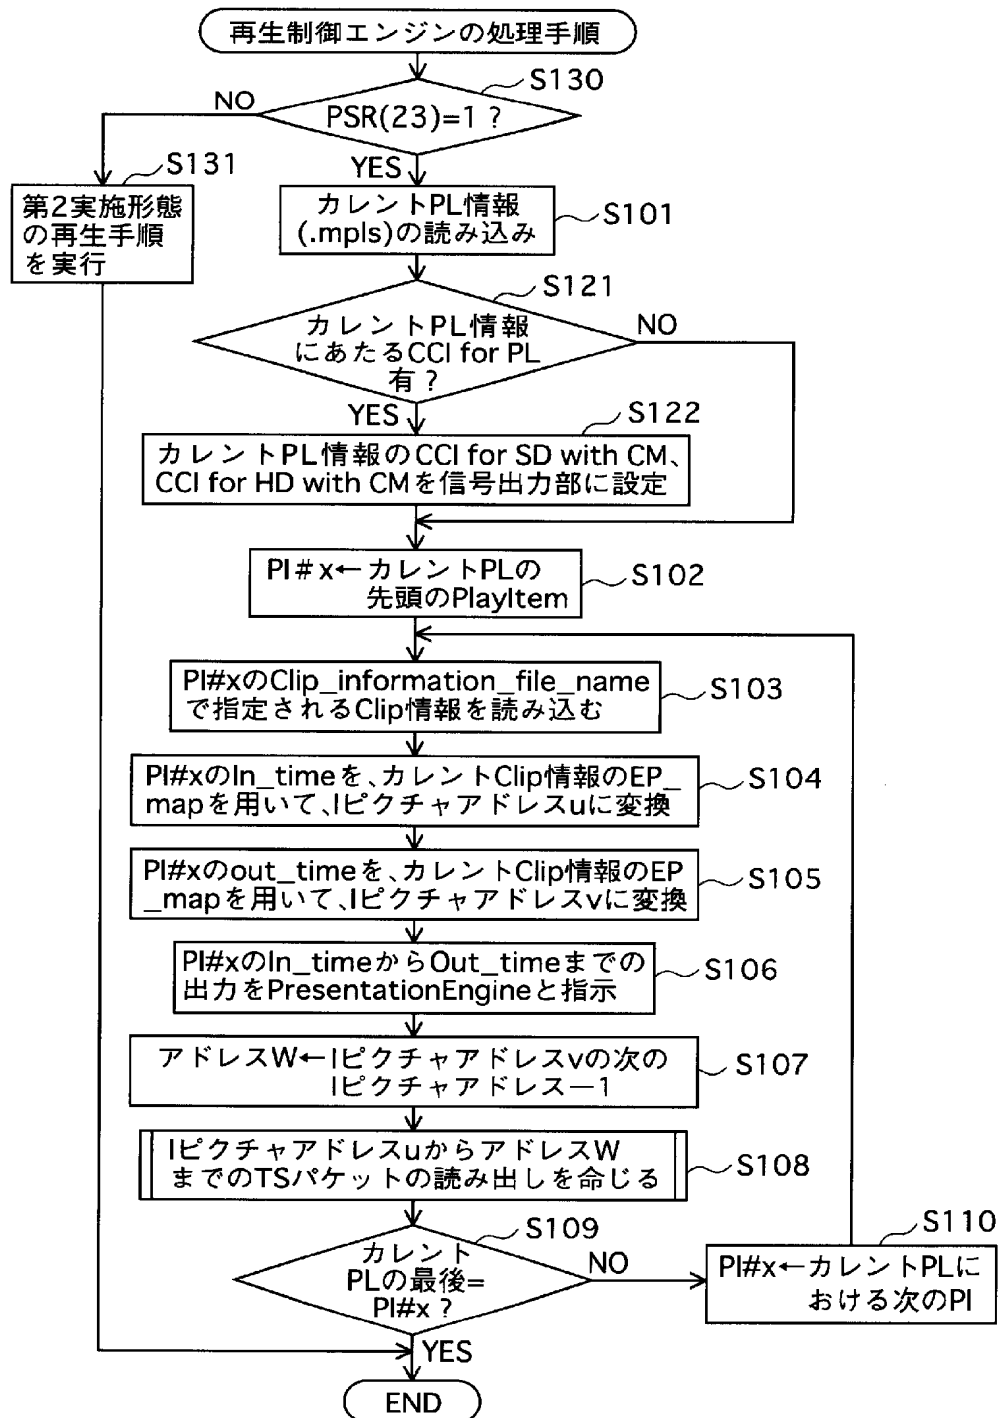 再生制御エンジンの処理手順
S130
NO
PSR(23)=1 ?
YES
S131
第2実施形態
の再生手順
を実行
カレントPL情報
(.mpls)の読み込み
S101
S121
カレントPL情報
にあたるCCI for PL
有？
NO
YES
S122
カレントPL情報のCCI for SD with CM、
CCI for HD with CMを信号出力部に設定
PI#x←カレントPLの
先頭のPlayItem
S102
PI#xのClip_information_file_name
で指定されるClip情報を読み込む
S103
PI#xのIn_timeを、カレントClip情報のEP_
mapを用いて、Iピクチャアドレスuに変換
S104
PI#xのout_timeを、カレントClip情報のEP
_mapを用いて、Iピクチャアドレスvに変換
S105
PI#xのIn_timeからOut_timeまでの
出力をPresentationEngineと指示
S106
アドレスW←Iピクチャアドレスvの次の
Iピクチャアドレス−1
S107
Iピクチャアドレスuからアドレスw
までのTSパケットの読み出しを命じる
S108
S109
カレント
PLの最後=
PI#x？
NO
S110
PI#x←カレントPLに
おける次のPI
YES
END